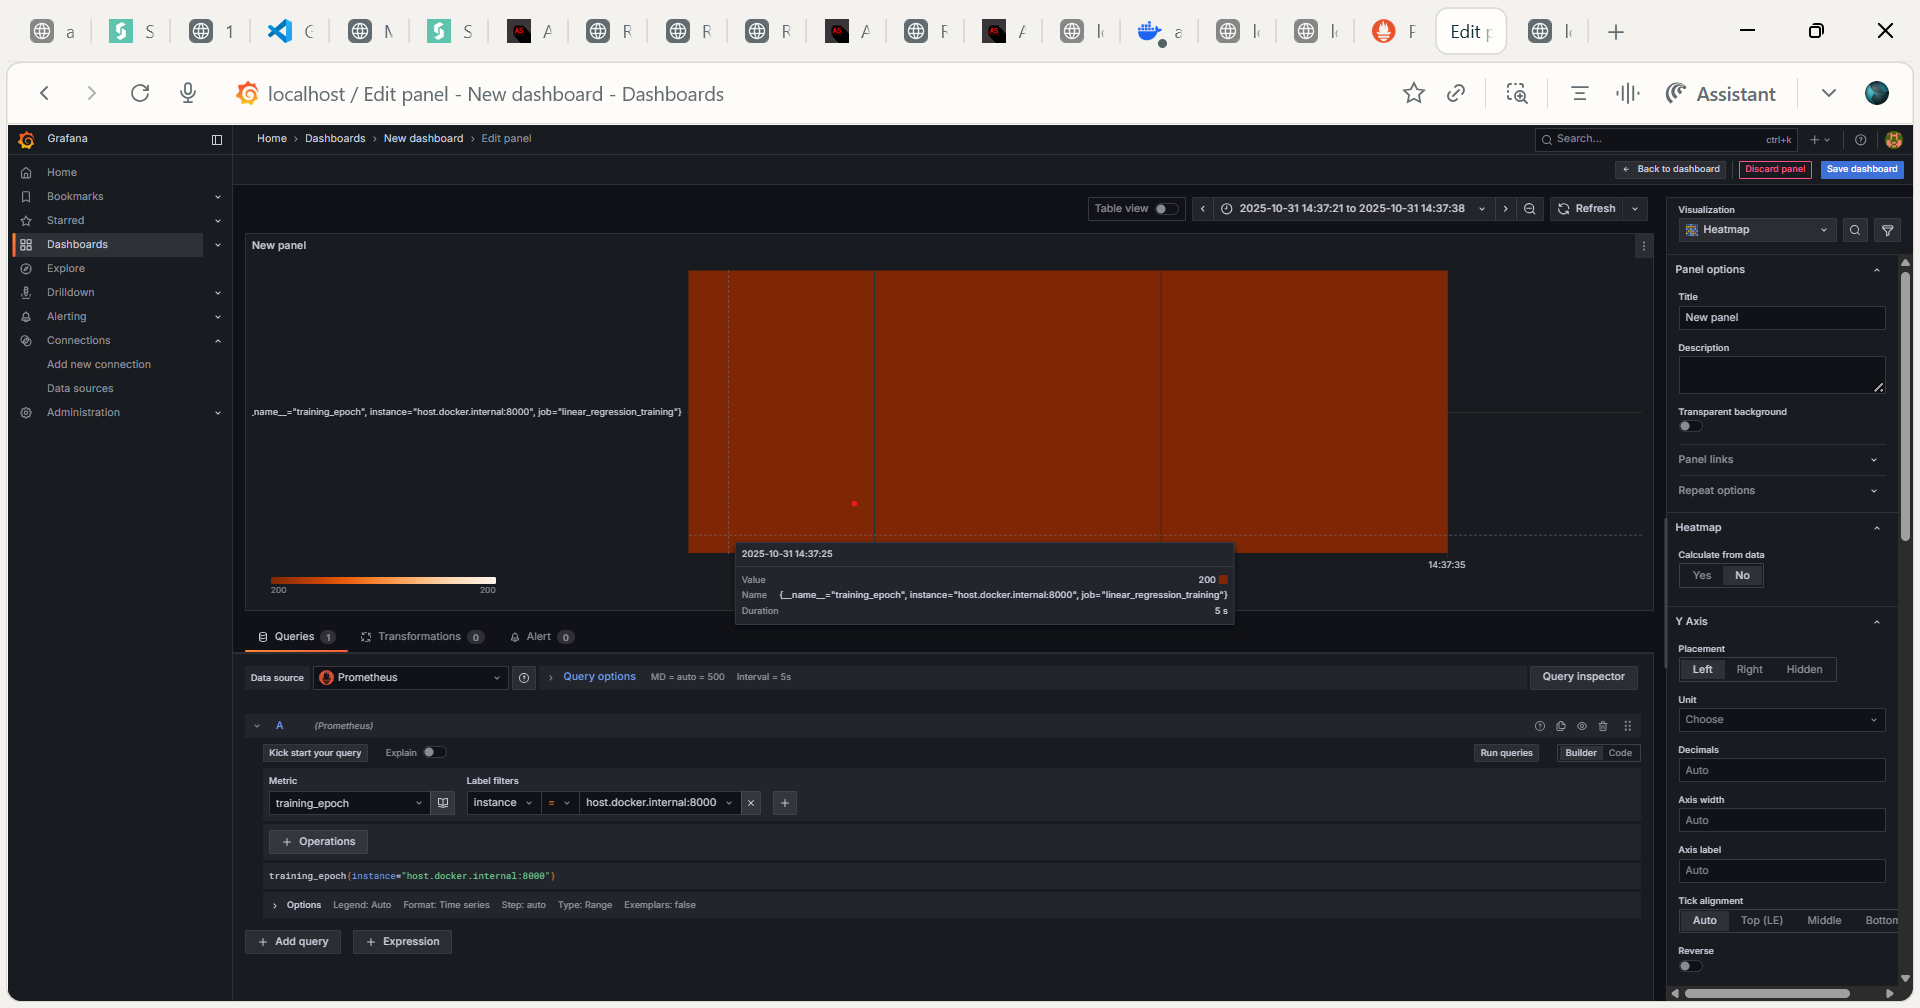 a
S
1
C
M
S
A
R
R
R
A
F
A
a
F
Edit p
localhost / Edit panel - New dashboard - Dashboards
Assistant
Grafana
Home › Dashboards › New dashboard › Edit panel
Search...
ctrl+k
Back to dashboard
Discard panel
Save dashboard
Home
Bookmarks
Starred
Dashboards
Explore
Drilldown
Alerting
Connections
Add new connection
Data sources
Administration
Table view
2025-10-31 14:37:21 to 2025-10-31 14:37:38
Refresh
New panel
_name__="training_epoch", instance="host.docker.internal:8000", job="linear_regression_training"}
14:37:35
200
200
2025-10-31 14:37:25
Value 200
Name {__name__="training_epoch", instance="host.docker.internal:8000", job="linear_regression_training"}
Duration 5 s
Queries 1
Transformations 0
Alert 0
Data source
Prometheus
Query options
MD = auto = 500
Interval = 5s
Query inspector
A
(Prometheus)
Kick start your query
Explain
Run queries
Builder
Code
Metric
Label filters
training_epoch
instance
=
host.docker.internal:8000
+ Operations
training_epoch{instance="host.docker.internal:8000"}
Options
Legend: Auto
Format: Time series
Step: auto
Type: Range
Exemplars: false
+ Add query
+ Expression
Visualization
Heatmap
Panel options
Title
New panel
Description
Transparent background
Panel links
Repeat options
Heatmap
Calculate from data
Yes
No
Y Axis
Placement
Left
Right
Hidden
Unit
Choose
Decimals
Auto
Axis width
Auto
Axis label
Auto
Tick alignment
Auto
Top (LE)
Middle
Bottom
Reverse